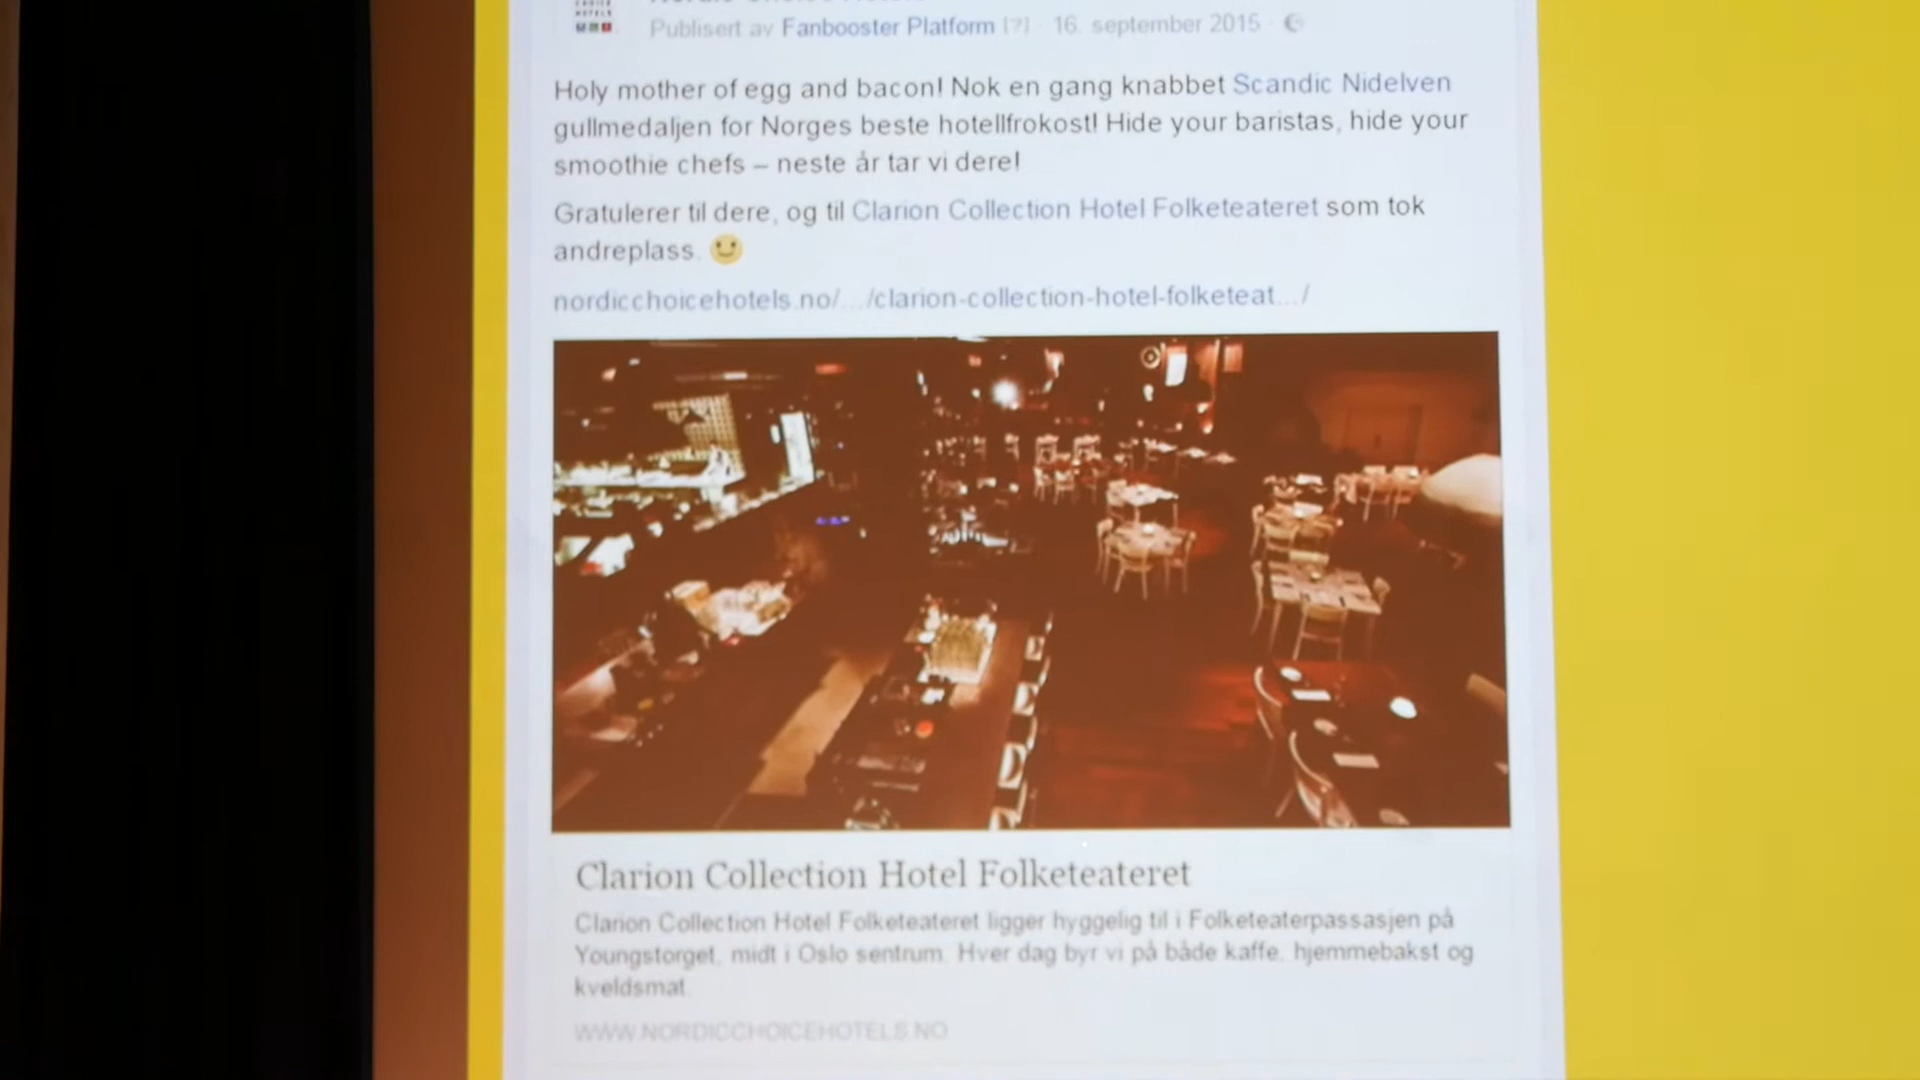 Publisert av Fanbooster Platform [?] · 16. september 2015 ·
Holy mother of egg and bacon! Nok en gang knabbet Scandic Nidelven
gullmedaljen for Norges beste hotellfrokost! Hide your baristas, hide your
smoothie chefs – neste år tar vi dere!
Gratulerer til dere, og til Clarion Collection Hotel Folketeateret som tok
andreplass. 🙂
nordicchoicehotels.no/.../clarion-collection-hotel-folketeat.../
Clarion Collection Hotel Folketeateret
Clarion Collection Hotel Folketeateret ligger hyggelig til i Folketeaterpassasjen på
Youngstorget, midt i Oslo sentrum. Hver dag byr vi på både kaffe, hjemmebakst og
kveldsmat.
WWW.NORDICCHOICEHOTELS.NO